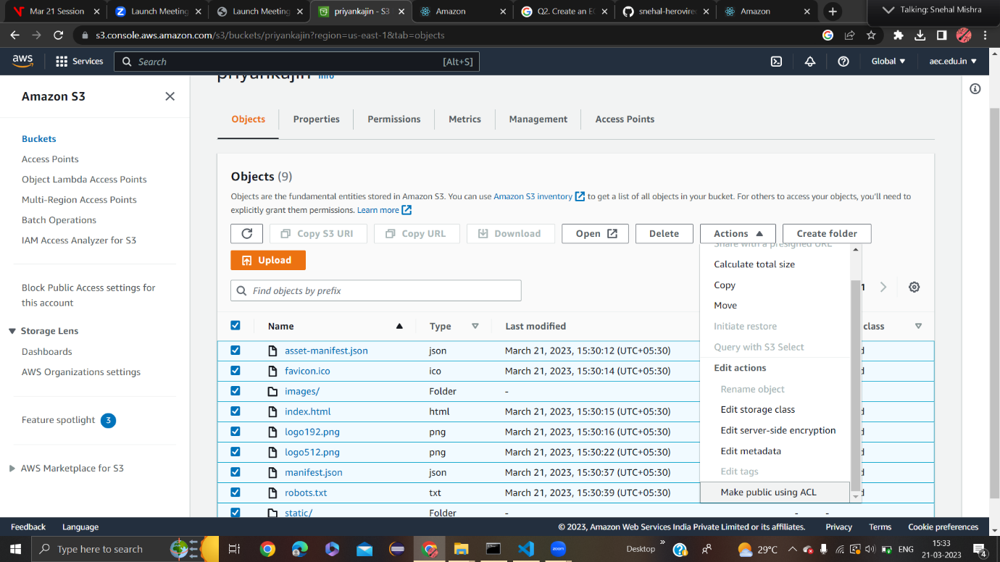 Mar 21 Session
Launch Meeting
Launch Meeting
priyankajin - S3
Amazon
Q2. Create an EC
snehal-herovired
Amazon
Talking: Snehal Mishra
s3.console.aws.amazon.com/s3/buckets/priyankajin?region=us-east-1&tab=objects
aws
Services
Search
[Alt+S]
Global
aec.edu.in
priyankajin Info
Amazon S3
Buckets
Access Points
Object Lambda Access Points
Multi-Region Access Points
Batch Operations
IAM Access Analyzer for S3
Block Public Access settings for
this account
Storage Lens
Dashboards
AWS Organizations settings
Feature spotlight 3
AWS Marketplace for S3
Objects
Properties
Permissions
Metrics
Management
Access Points
Objects (9)
Objects are the fundamental entities stored in Amazon S3. You can use Amazon S3 inventory to get a list of all objects in your bucket. For others to access your objects, you'll need to
explicitly grant them permissions. Learn more
Copy S3 URI
Copy URL
Download
Open
Delete
Actions
Create folder
Upload
Find objects by prefix
1
Share with a presigned URL
Calculate total size
Copy
Move
Initiate restore
Query with S3 Select
Edit actions
Rename object
Edit storage class
Edit server-side encryption
Edit metadata
Edit tags
Make public using ACL
Name Type Last modified class
asset-manifest.json json March 21, 2023, 15:30:12 (UTC+05:30) d
favicon.ico ico March 21, 2023, 15:30:14 (UTC+05:30) d
images/ Folder -
index.html html March 21, 2023, 15:30:15 (UTC+05:30) d
logo192.png png March 21, 2023, 15:30:16 (UTC+05:30) d
logo512.png png March 21, 2023, 15:30:22 (UTC+05:30) d
manifest.json json March 21, 2023, 15:30:37 (UTC+05:30) d
robots.txt txt March 21, 2023, 15:30:39 (UTC+05:30) d
static/ Folder - - -
Feedback
Language
© 2023, Amazon Web Services India Private Limited or its affiliates.
Privacy
Terms
Cookie preferences
Type here to search
zoom
Desktop
29°C
ENG
15:33
21-03-2023
4